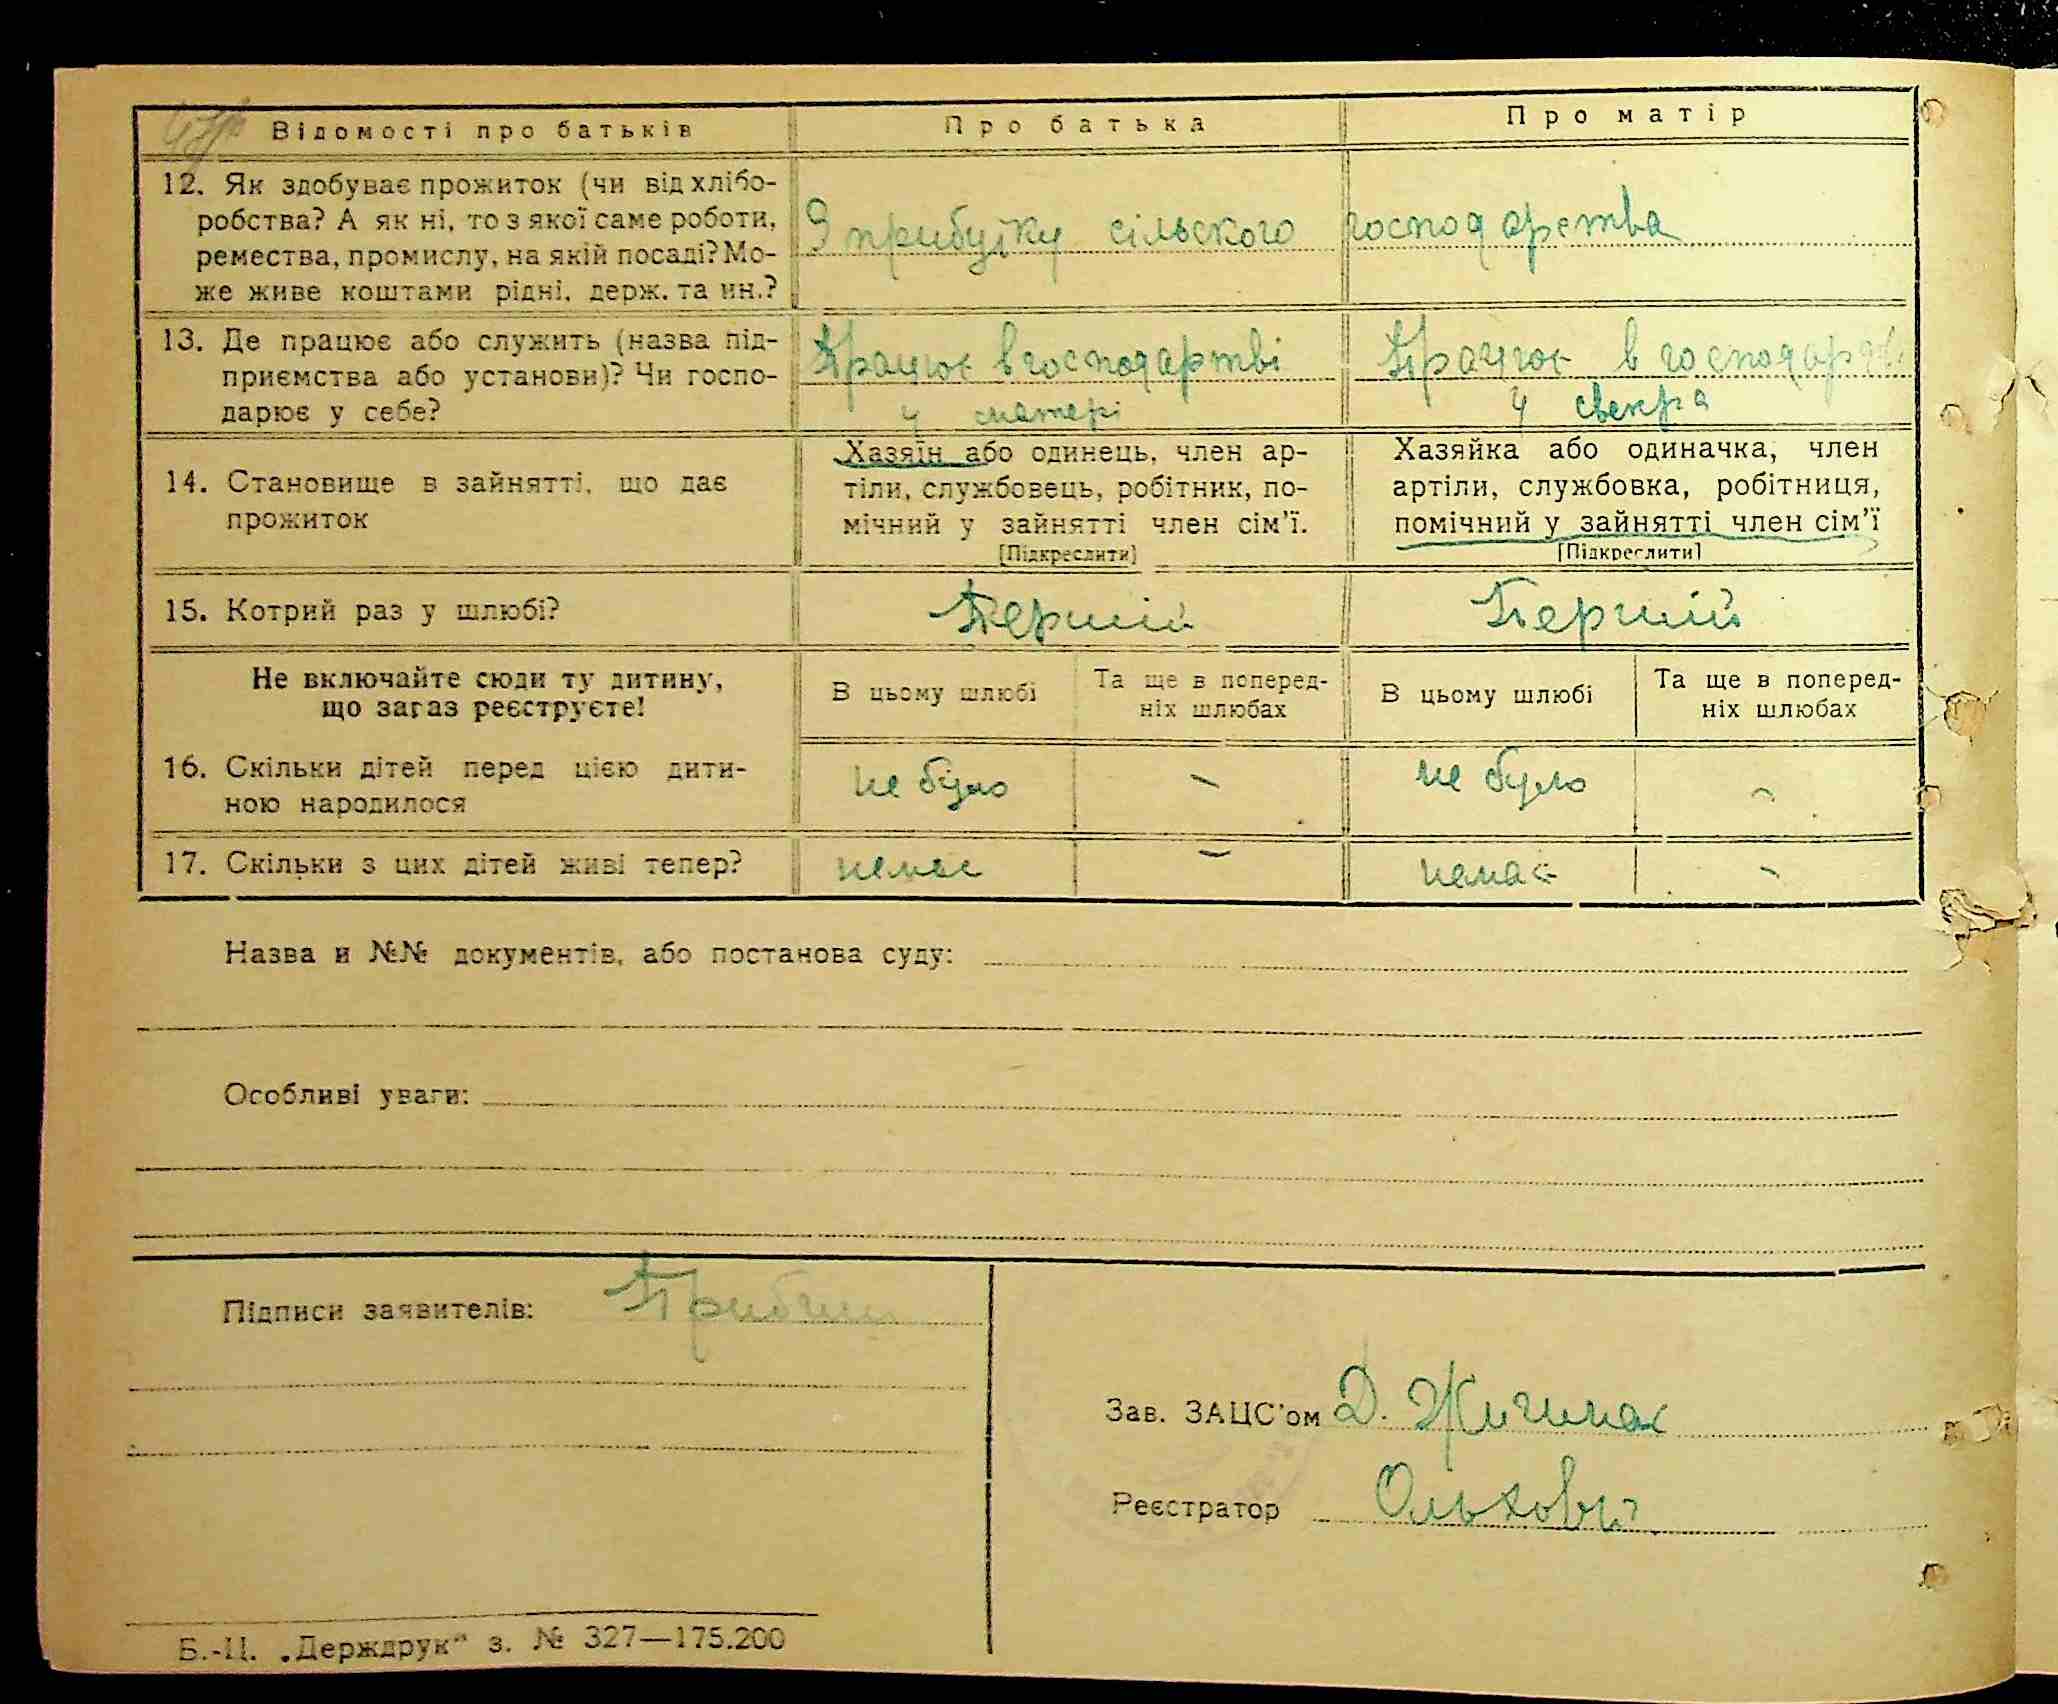 Відомості про батьків
Про батька
Про матір
12. Як здобуває прожиток (чи від хлібо-
робства? А як ні, то з якої саме роботи,
ремества, промислу, на якій посаді? Мо-
же живе коштами рідні, держ. та ин.?
З прибутку сільского господарства
13. Де працює або служить (назва під-
приємства або установи)? Чи госпо-
дарює у себе?
Працює в господартві
у матері
Працює в господарс
у свекра
14. Становище в зайнятті, що дає
прожиток
Хазяїн або одинець, член ар-
тіли, службовець, робітник, по-
мічний у зайнятті член сім'ї.
[Підкреслити]
Хазяйка або одиначка, член
артіли, службовка, робітниця,
помічний у зайнятті член сім'ї
[Підкреслити]
15. Котрий раз у шлюбі?
Першій
Першій
Не включайте сюди ту дитину,
що зараз реєструєте!
В цьому шлюбі
Та ще в поперед-
ніх шлюбах
В цьому шлюбі
Та ще в поперед-
ніх шлюбах
16. Скільки дітей перед цією дити-
ною народилося
не було
-
не було
-
17. Скільки з цих дітей живі тепер?
немає
-
немає
-
Назва и №№ документів, або постанова суду:
Особливі уваги:
Підписи заявителів:
Зав. ЗАЦС'ом Д.
Реєстратор Ольховый
Б.-Ц. „Держдрук" з. № 327—175.200